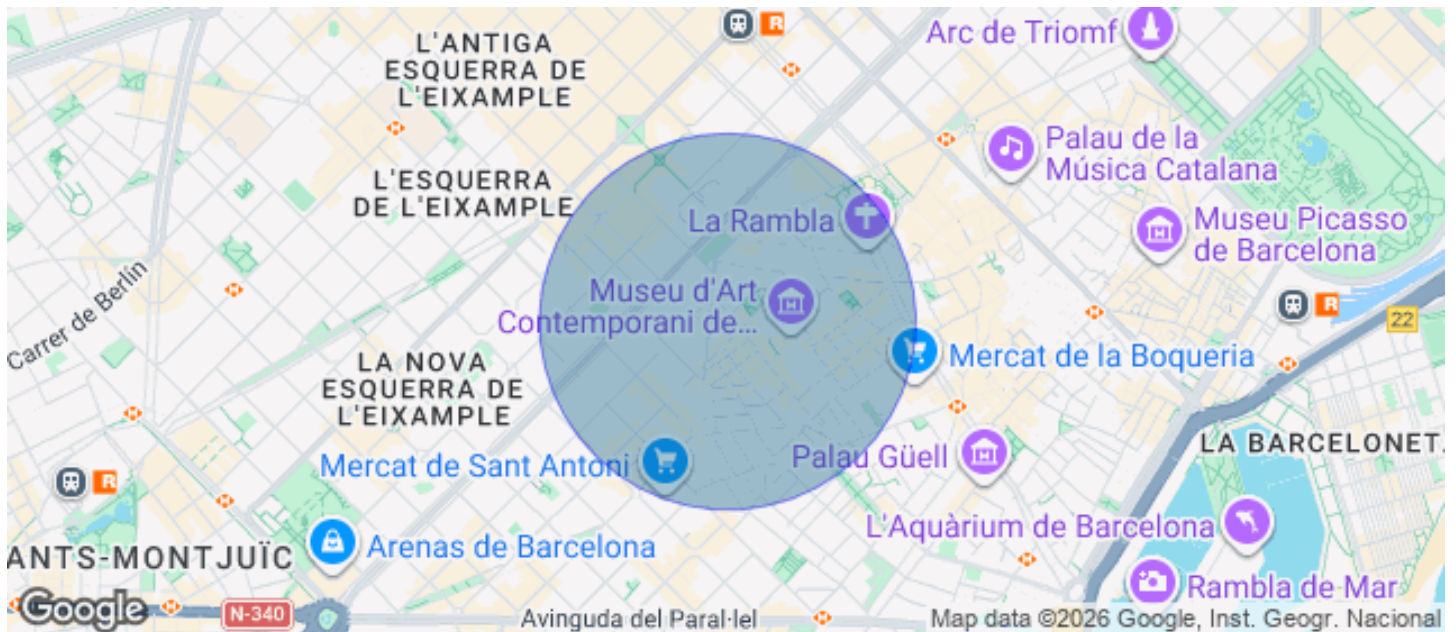 L'ANTIGA
ESQUERRA DE
L'EIXAMPLE
R
Arc de Triomf
Palau de la
Música Catalana
L'ESQUERRA
DE L'EIXAMPLE
La Rambla
Museu Picasso
de Barcelona
Carrer de Berlín
Museu d'Art
Contemporani de...
R
22
LA NOVA
ESQUERRA DE
L'EIXAMPLE
Mercat de la Boqueria
Mercat de Sant Antoni
Palau Güell
LA BARCELONET
R
L'Aquàrium de Barcelona
Arenas de Barcelona
ANTS-MONTJUÏC
Rambla de Mar
Google
N-340
Avinguda del Paral·lel
Map data ©2026 Google, Inst. Geogr. Nacional